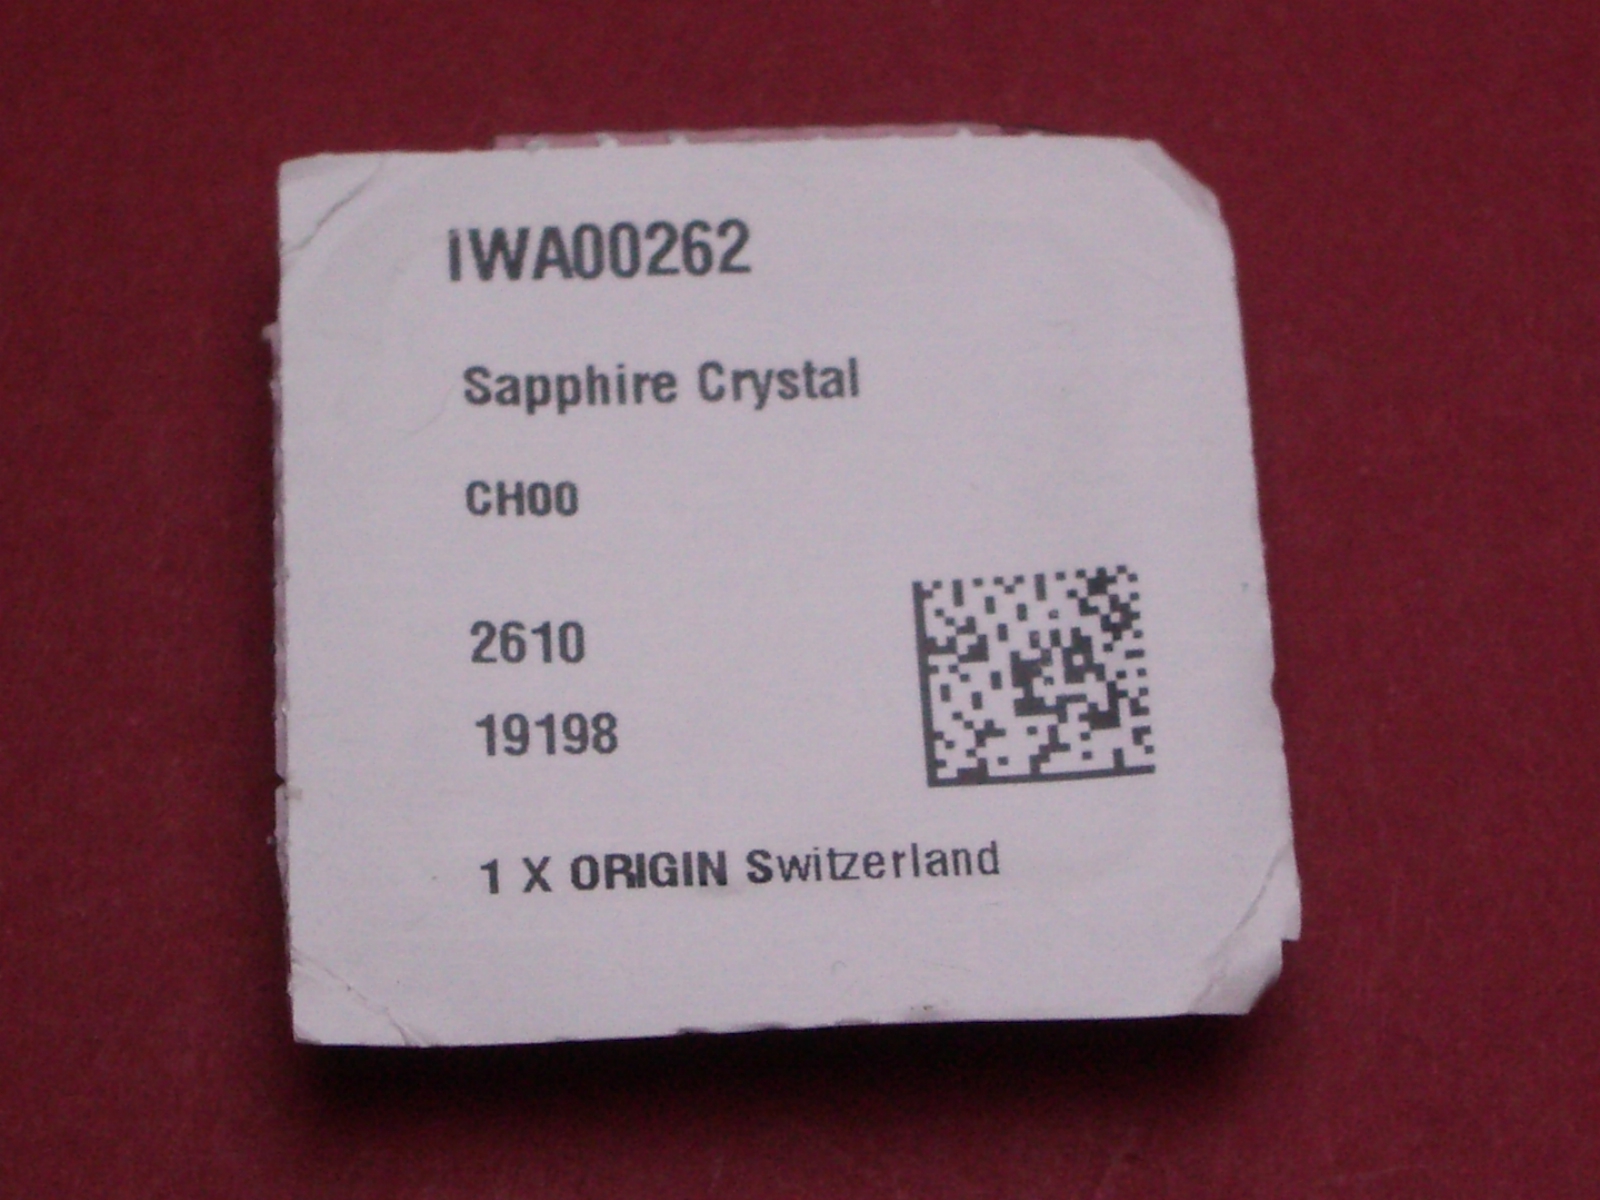 IWA00262
Sapphire Crystal
CH00
2610
19198
1 X ORIGIN Switzerland